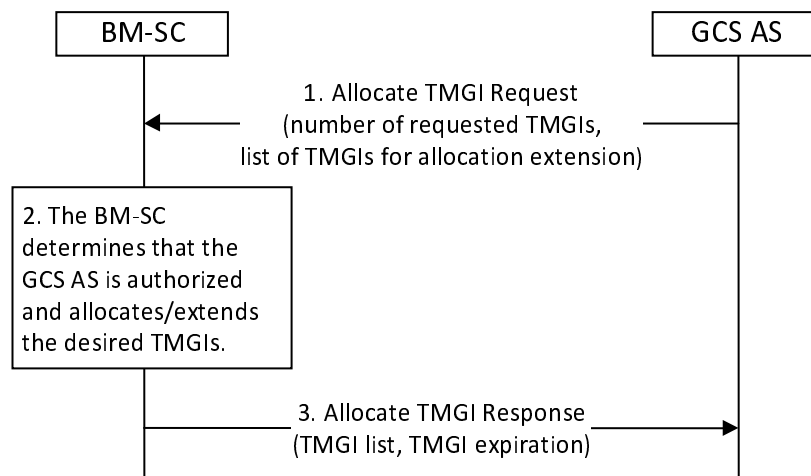 BM-SC
GCS AS
1. Allocate TMGI Request
(number of requested TMGIs,
list of TMGIs for allocation extension)
2. The BM-SC
determines that the
GCS AS is authorized
and allocates/extends
the desired TMGIs.
3. Allocate TMGI Response
(TMGI list, TMGI expiration)